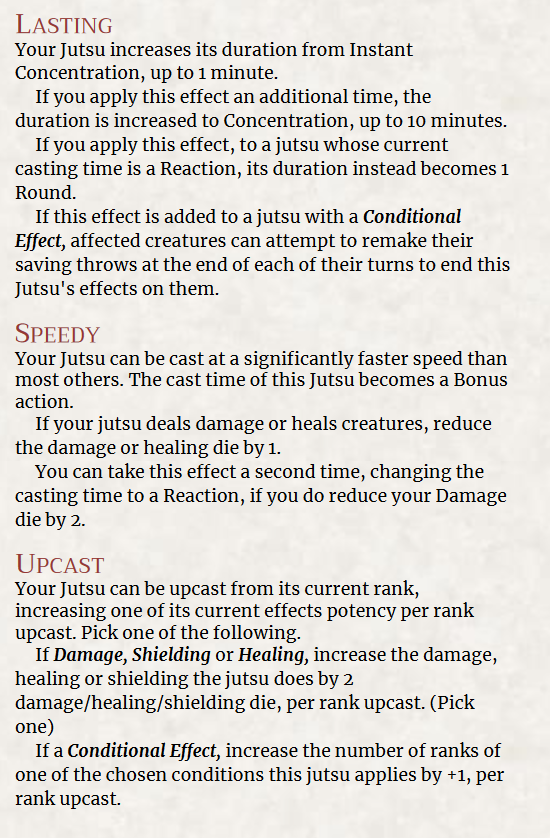 LASTING
Your Jutsu increases its duration from Instant
Concentration, up to 1 minute.
If you apply this effect an additional time, the
duration is increased to Concentration, up to 10 minutes.
If you apply this effect, to a jutsu whose current
casting time is a Reaction, its duration instead becomes 1
Round.
If this effect is added to a jutsu with a Conditional
Effect, affected creatures can attempt to remake their
saving throws at the end of each of their turns to end this
Jutsu's effects on them.
SPEEDY
Your Jutsu can be cast at a significantly faster speed than
most others. The cast time of this Jutsu becomes a Bonus
action.
If your jutsu deals damage or heals creatures, reduce
the damage or healing die by 1.
You can take this effect a second time, changing the
casting time to a Reaction, if you do reduce your Damage
die by 2.
UPCAST
Your Jutsu can be upcast from its current rank,
increasing one of its current effects potency per rank
upcast. Pick one of the following.
If Damage, Shielding or Healing, increase the damage,
healing or shielding the jutsu does by 2
damage/healing/shielding die, per rank upcast. (Pick
one)
If a Conditional Effect, increase the number of ranks of
one of the chosen conditions this jutsu applies by +1, per
rank upcast.